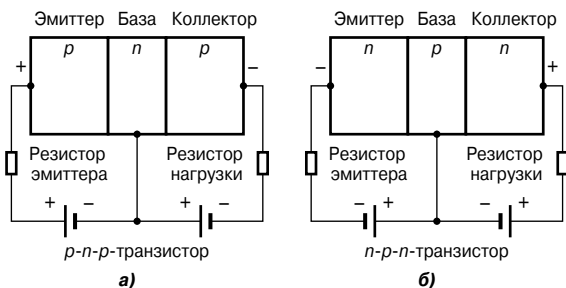 Эмиттер База Коллектор
p n p
+ –
Резистор эмиттера
Резистор нагрузки
+ – + –
p-n-p-транзистор
а)
Эмиттер База Коллектор
n p n
– +
Резистор эмиттера
Резистор нагрузки
– + – +
n-p-n-транзистор
б)